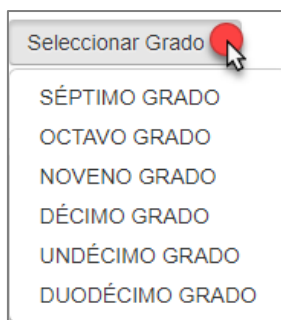 Seleccionar Grado
SÉPTIMO GRADO
OCTAVO GRADO
NOVENO GRADO
DÉCIMO GRADO
UNDÉCIMO GRADO
DUODÉCIMO GRADO